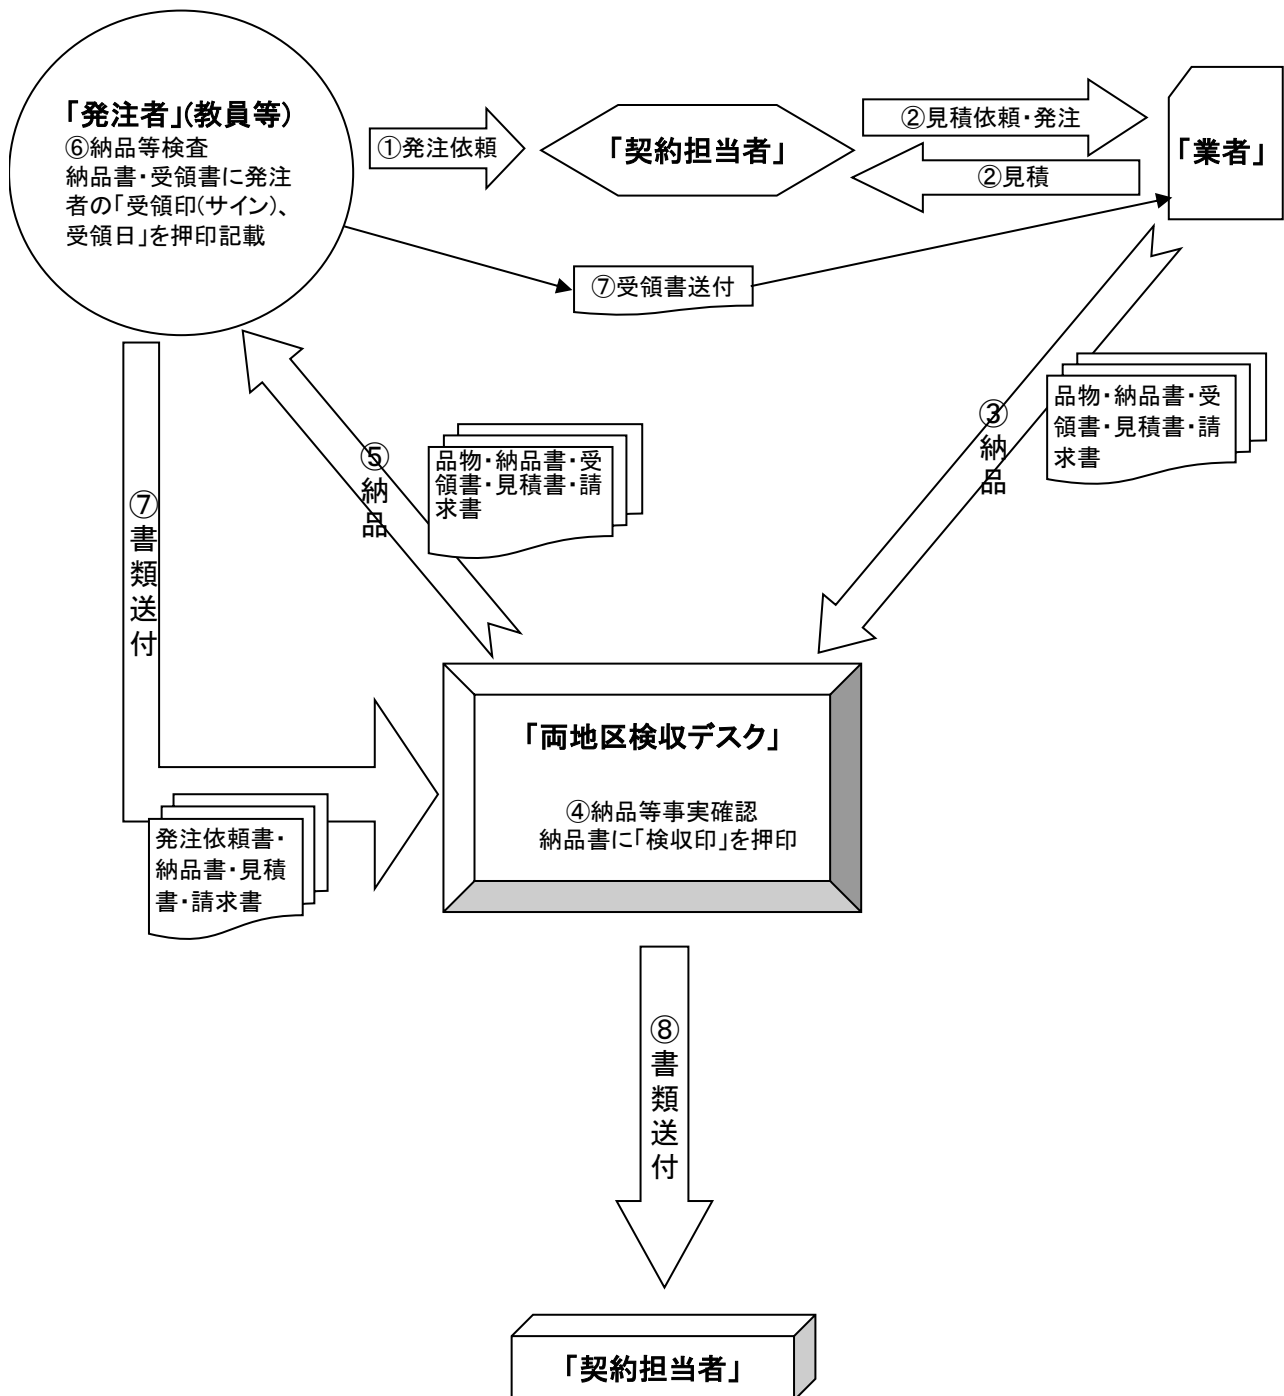 「発注者」(教員等)
⑥納品等検査
納品書・受領書に発注
者の「受領印(サイン)、
受領日」を押印記載
①発注依頼
「契約担当者」
②見積依頼・発注
②見積
「業者」
⑦受領書送付
③納品
品物・納品書・受
領書・見積書・請
求書
⑤納品
品物・納品書・受
領書・見積書・請
求書
⑦書類送付
発注依頼書・
納品書・見積
書・請求書
「両地区検収デスク」
④納品等事実確認
納品書に「検収印」を押印
⑧書類送付
「契約担当者」